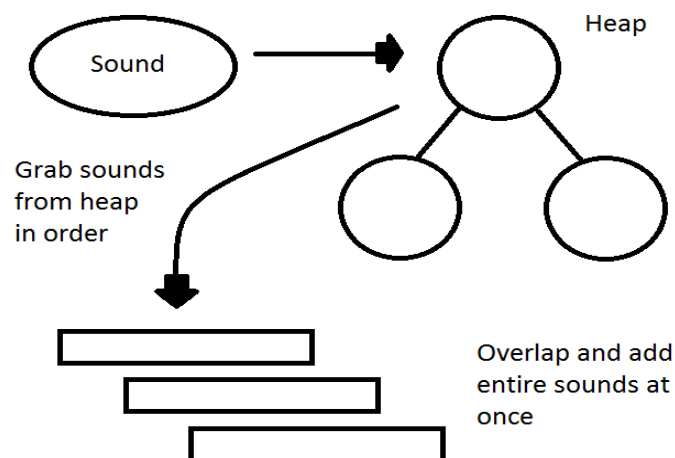 Heap
Sound
Grab sounds
from heap
in order
Overlap and add
entire sounds at
once